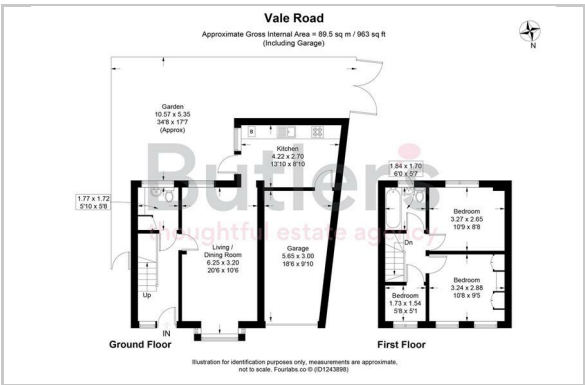 Vale Road
Approximate Gross Internal Area = 89.5 sq m / 963 sq ft
(Including Garage)
N
Garden
10.57 x 5.35
34'8 x 17'7
(Approx)
B
Kitchen
4.22 x 2.70
13'10 x 8'10
1.77 x 1.72
5'10 x 5'8
Living /
Dining Room
6.25 x 3.20
20'6 x 10'6
Garage
5.65 x 3.00
18'6 x 9'10
Up
IN
Ground Floor
1.84 x 1.70
6'0 x 5'7
Bedroom
3.27 x 2.65
10'9 x 8'8
Dn
Bedroom
3.24 x 2.88
10'8 x 9'5
Bedroom
1.73 x 1.54
5'8 x 5'1
First Floor
Butler's
thoughtful estate agency
Illustration for identification purposes only, measurements are approximate,
not to scale. Fourlabs.co © (ID1243898)